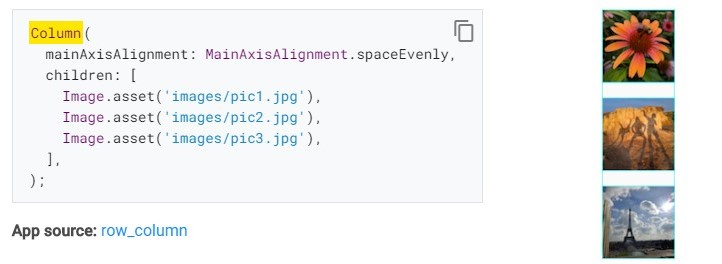 Column(
  mainAxisAlignment: MainAxisAlignment.spaceEvenly,
  children: [
    Image.asset('images/pic1.jpg'),
    Image.asset('images/pic2.jpg'),
    Image.asset('images/pic3.jpg'),
  ],
);
App source: row_column